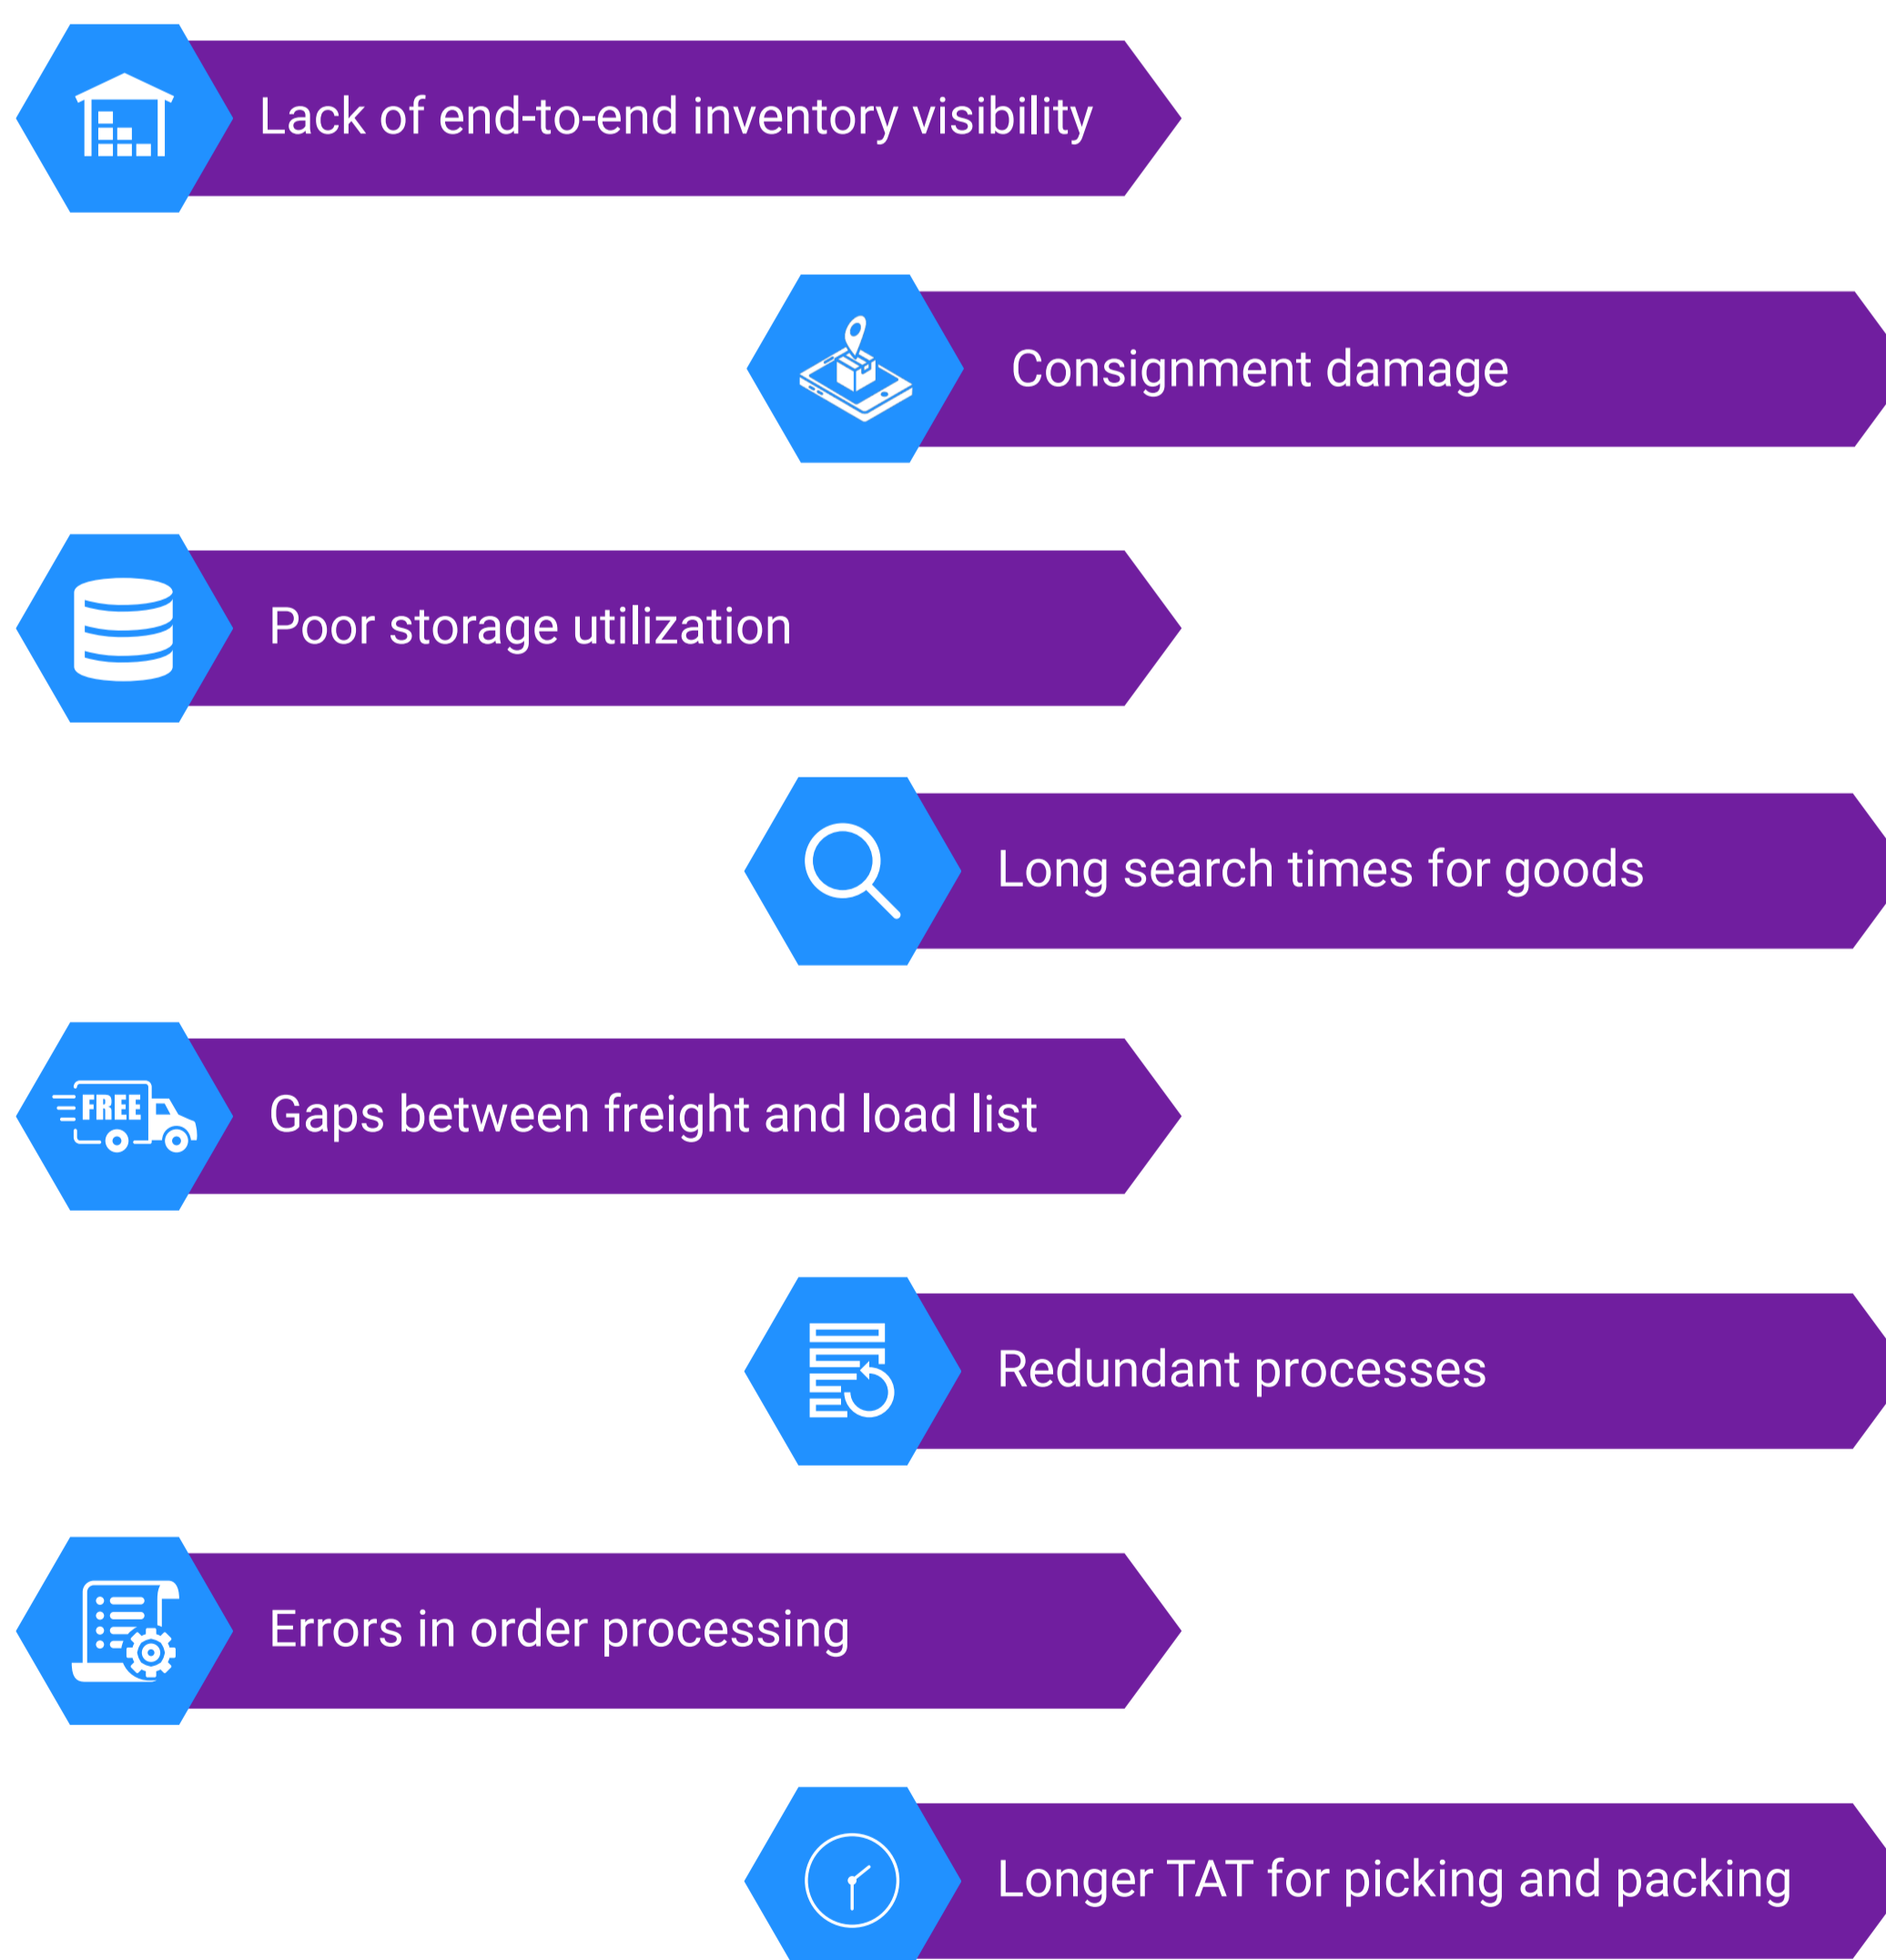 Lack of end-to-end inventory visibility
Consignment damage
Poor storage utilization
Long search times for goods
FREE
Gaps between freight and load list
Redundant processes
Errors in order processing
Longer TAT for picking and packing